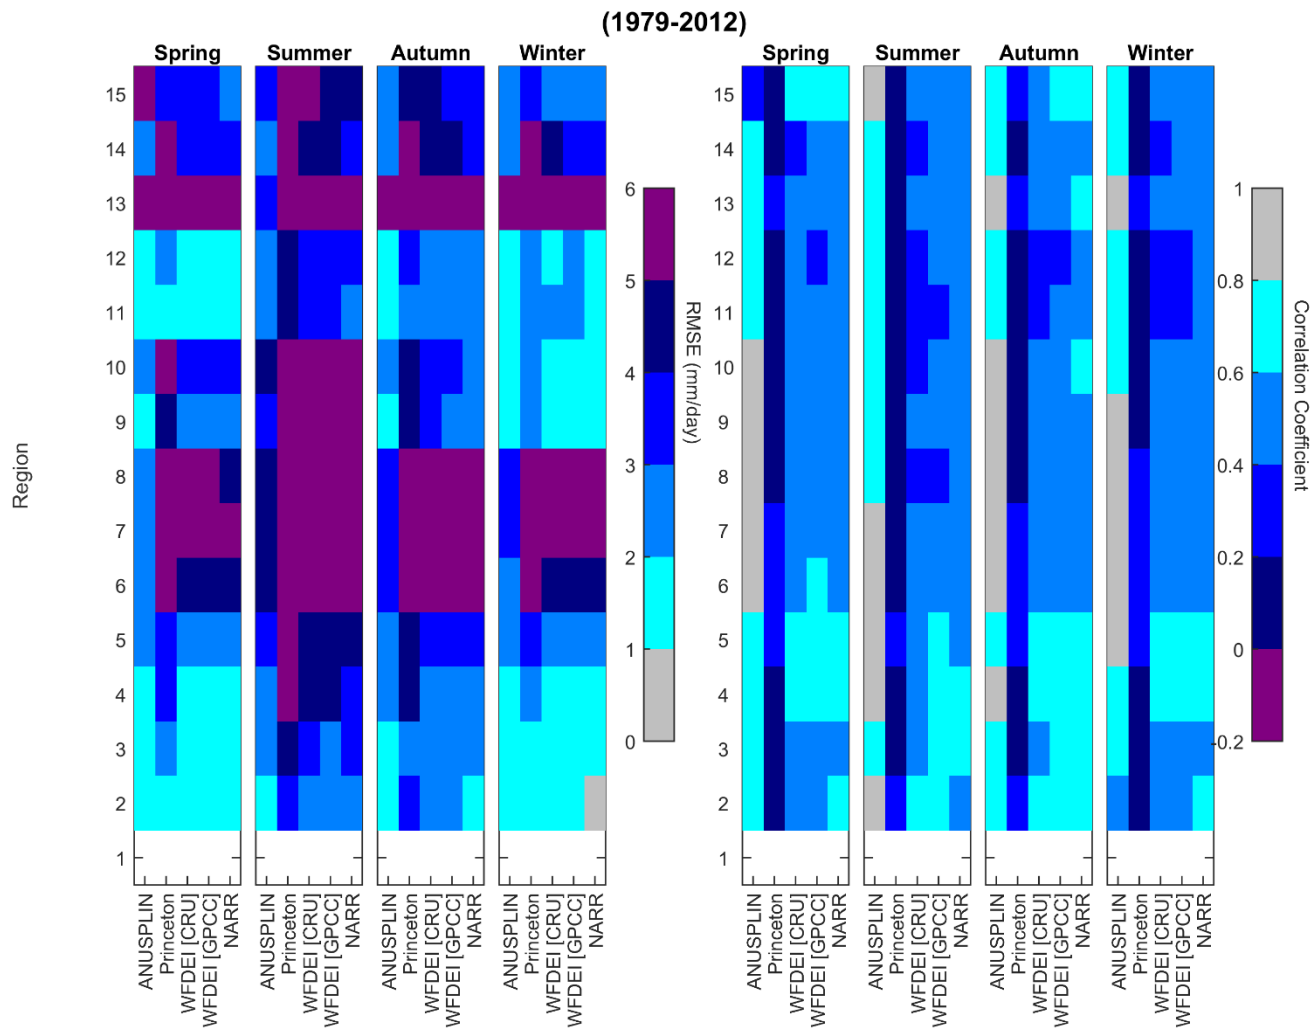 (1979-2012)
Spring Summer Autumn Winter Spring Summer Autumn Winter
Region
15
14
13
12
11
10
9
8
7
6
5
4
3
2
1
ANUSPLIN
Princeton
WFDEI [CRU]
WFDEI [GPCC]
NARR
ANUSPLIN
Princeton
WFDEI [CRU]
WFDEI [GPCC]
NARR
ANUSPLIN
Princeton
WFDEI [CRU]
WFDEI [GPCC]
NARR
ANUSPLIN
Princeton
WFDEI [CRU]
WFDEI [GPCC]
NARR
6
5
4
3
2
1
0
RMSE (mm/day)
15
14
13
12
11
10
9
8
7
6
5
4
3
2
1
ANUSPLIN
Princeton
WFDEI [CRU]
WFDEI [GPCC]
NARR
ANUSPLIN
Princeton
WFDEI [CRU]
WFDEI [GPCC]
NARR
ANUSPLIN
Princeton
WFDEI [CRU]
WFDEI [GPCC]
NARR
ANUSPLIN
Princeton
WFDEI [CRU]
WFDEI [GPCC]
NARR
1
0.8
0.6
0.4
0.2
0
-0.2
Correlation Coefficient